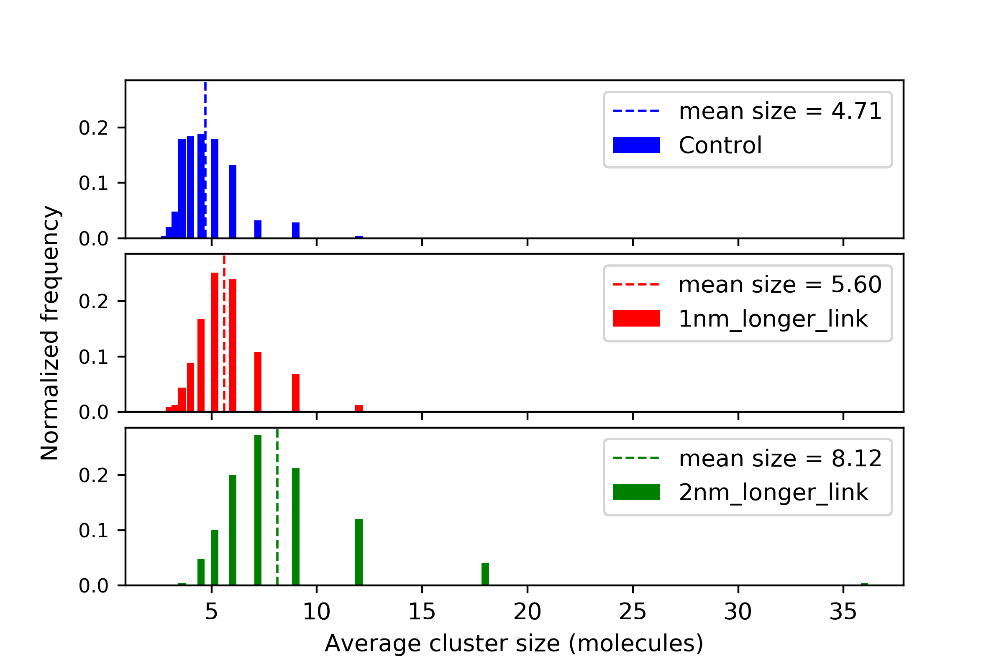 Normalized frequency
0.2
0.1
0.0
mean size = 4.71
Control
0.2
0.1
0.0
mean size = 5.60
1nm_longer_link
0.2
0.1
0.0
mean size = 8.12
2nm_longer_link
5 10 15 20 25 30 35
Average cluster size (molecules)